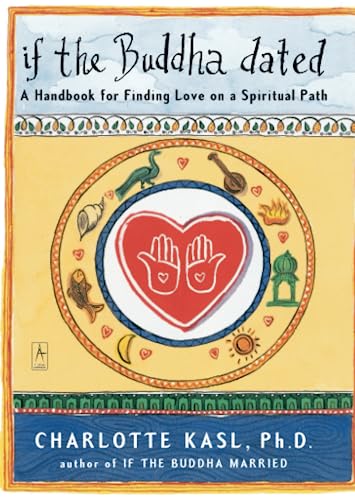 if the Buddha dated
A Handbook for Finding Love on a Spiritual Path
CHARLOTTE KASL, Ph.D.
author of IF THE BUDDHA MARRIED